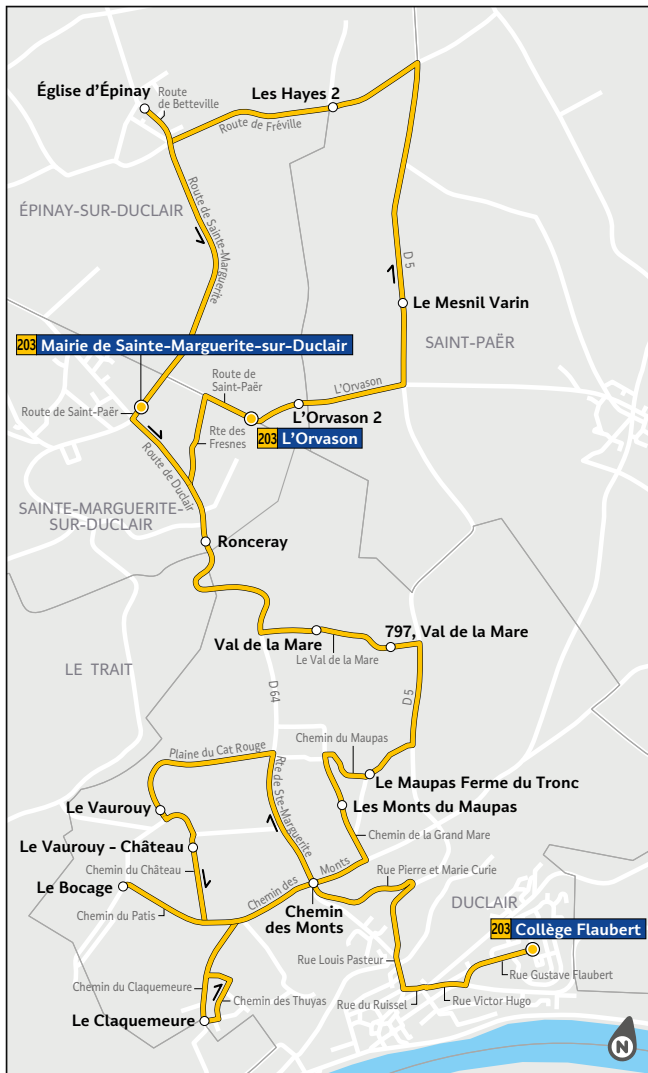 Église d'Épinay
Route
de Betteville
Les Hayes 2
Route de Fréville
ÉPINAY-SUR-DUCLAIR
Route de Sainte-Marguerite
D 5
Le Mesnil Varin
SAINT-PAËR
203 Mairie de Sainte-Marguerite-sur-Duclair
Route de
Saint-Paër
L'Orvason
Route de Saint-Paër
L'Orvason 2
Rte des
Fresnes
203 L'Orvason
Route de Duclair
SAINTE-MARGUERITE-
SUR-DUCLAIR
Ronceray
797, Val de la Mare
Val de la Mare
Le Val de la Mare
LE TRAIT
D 64
D 5
Chemin du Maupas
Plaine du Cat Rouge
Rte de Ste-Marguerite
Le Maupas Ferme du Tronc
Le Vaurouy
Les Monts du Maupas
Chemin de la Grand Mare
Le Vaurouy - Château
Chemin du Château
Chemin des Monts
Rue Pierre et Marie Curie
Le Bocage
Chemin du Patis
Chemin
des Monts
DUCLAIR
203 Collège Flaubert
Rue Louis Pasteur
Rue Gustave Flaubert
Chemin du Claquemeure
Chemin des Thuyas
Rue du Ruissel
Rue Victor Hugo
Le Claquemeure
N